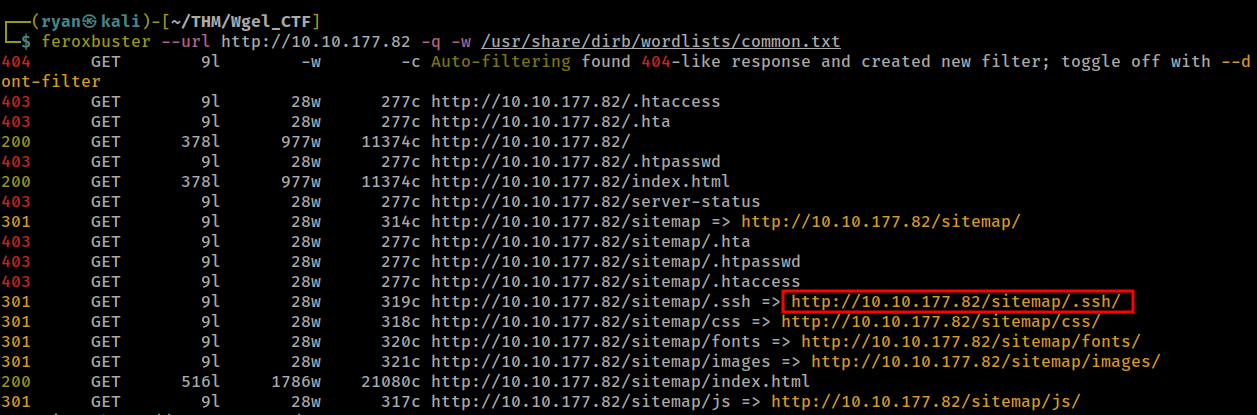 (ryan㉿kali)-[~/THM/Wgel_CTF]
$ feroxbuster --url http://10.10.177.82 -q -w /usr/share/dirb/wordlists/common.txt
404 GET 9l -w -c Auto-filtering found 404-like response and created new filter; toggle off with --d
ont-filter
403 GET 9l 28w 277c http://10.10.177.82/.htaccess
403 GET 9l 28w 277c http://10.10.177.82/.hta
200 GET 378l 977w 11374c http://10.10.177.82/
403 GET 9l 28w 277c http://10.10.177.82/.htpasswd
200 GET 378l 977w 11374c http://10.10.177.82/index.html
403 GET 9l 28w 277c http://10.10.177.82/server-status
301 GET 9l 28w 314c http://10.10.177.82/sitemap => http://10.10.177.82/sitemap/
403 GET 9l 28w 277c http://10.10.177.82/sitemap/.hta
403 GET 9l 28w 277c http://10.10.177.82/sitemap/.htpasswd
403 GET 9l 28w 277c http://10.10.177.82/sitemap/.htaccess
301 GET 9l 28w 319c http://10.10.177.82/sitemap/.ssh => http://10.10.177.82/sitemap/.ssh/
301 GET 9l 28w 318c http://10.10.177.82/sitemap/css => http://10.10.177.82/sitemap/css/
301 GET 9l 28w 320c http://10.10.177.82/sitemap/fonts => http://10.10.177.82/sitemap/fonts/
301 GET 9l 28w 321c http://10.10.177.82/sitemap/images => http://10.10.177.82/sitemap/images/
200 GET 516l 1786w 21080c http://10.10.177.82/sitemap/index.html
301 GET 9l 28w 317c http://10.10.177.82/sitemap/js => http://10.10.177.82/sitemap/js/